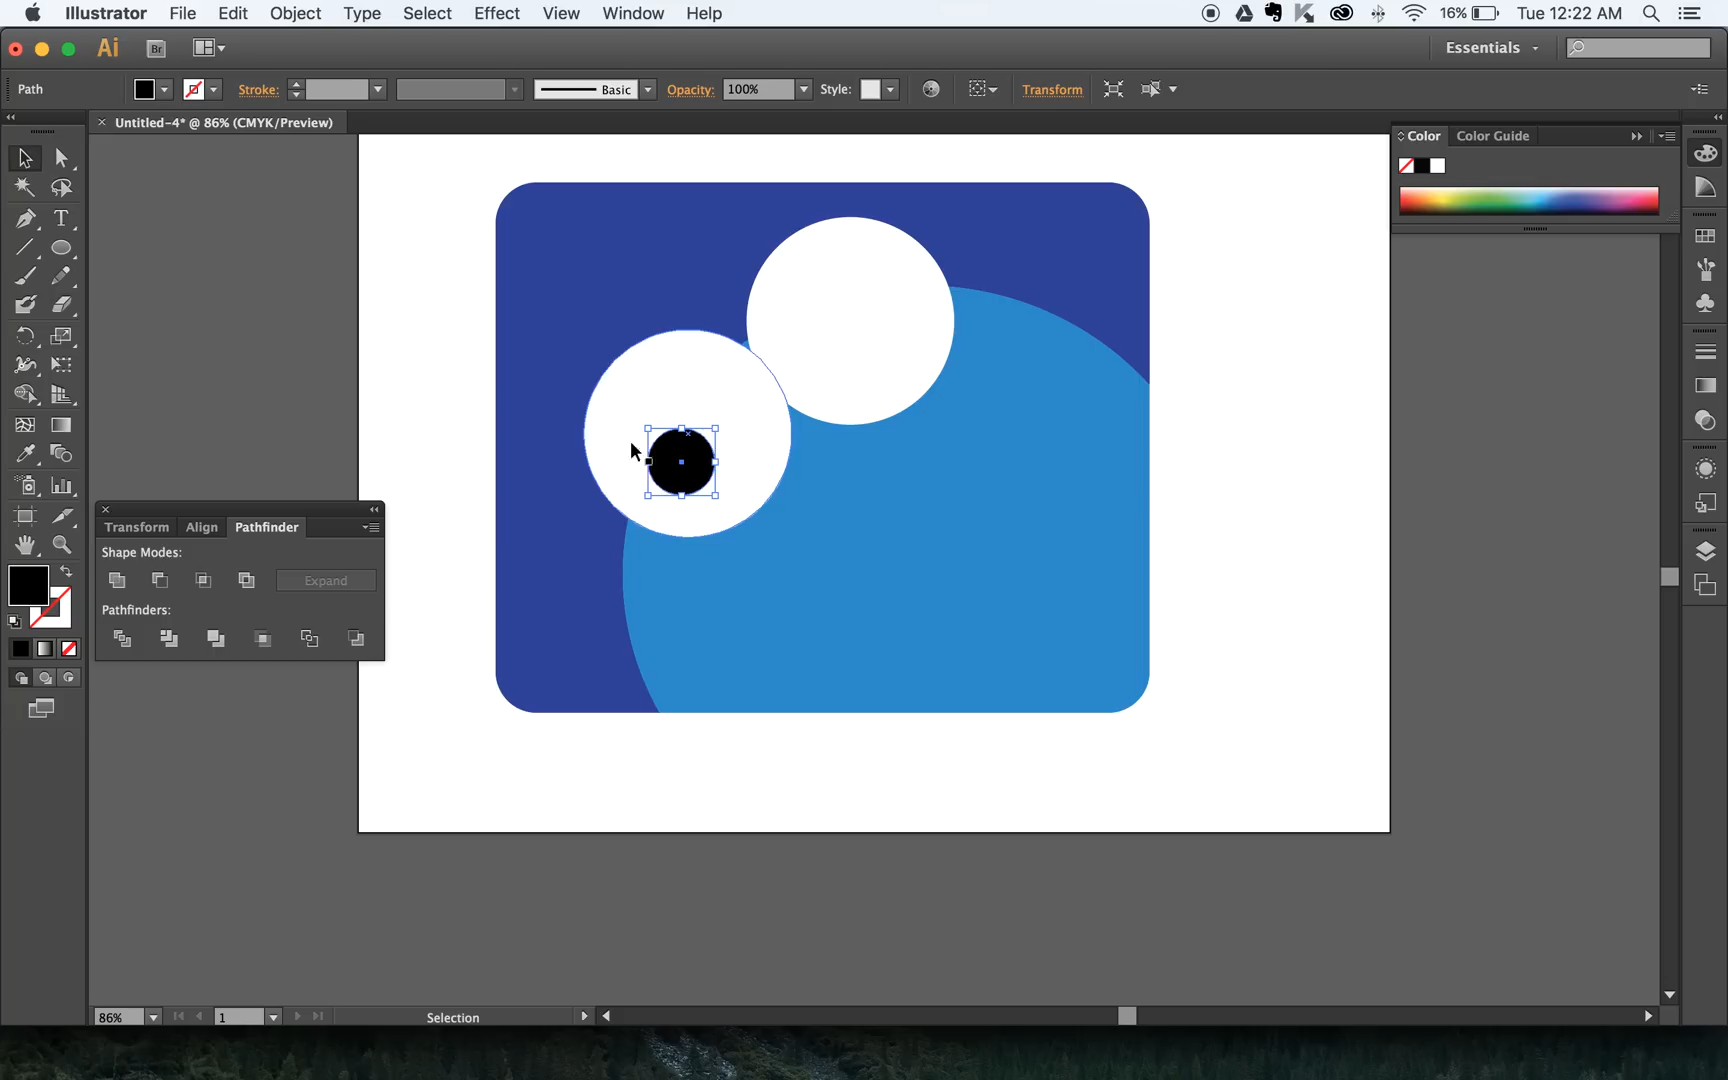 Illustrator File Edit Object Type Select Effect View Window Help 16% Tue 12:22 AM
Ai Br Essentials
Path Stroke: Basic Opacity: 100% Style: Transform
× Untitled-4* @ 86% (CMYK/Preview)
Color Color Guide
T
Transform Align Pathfinder
Shape Modes:
Expand
Pathfinders:
86% 1 Selection